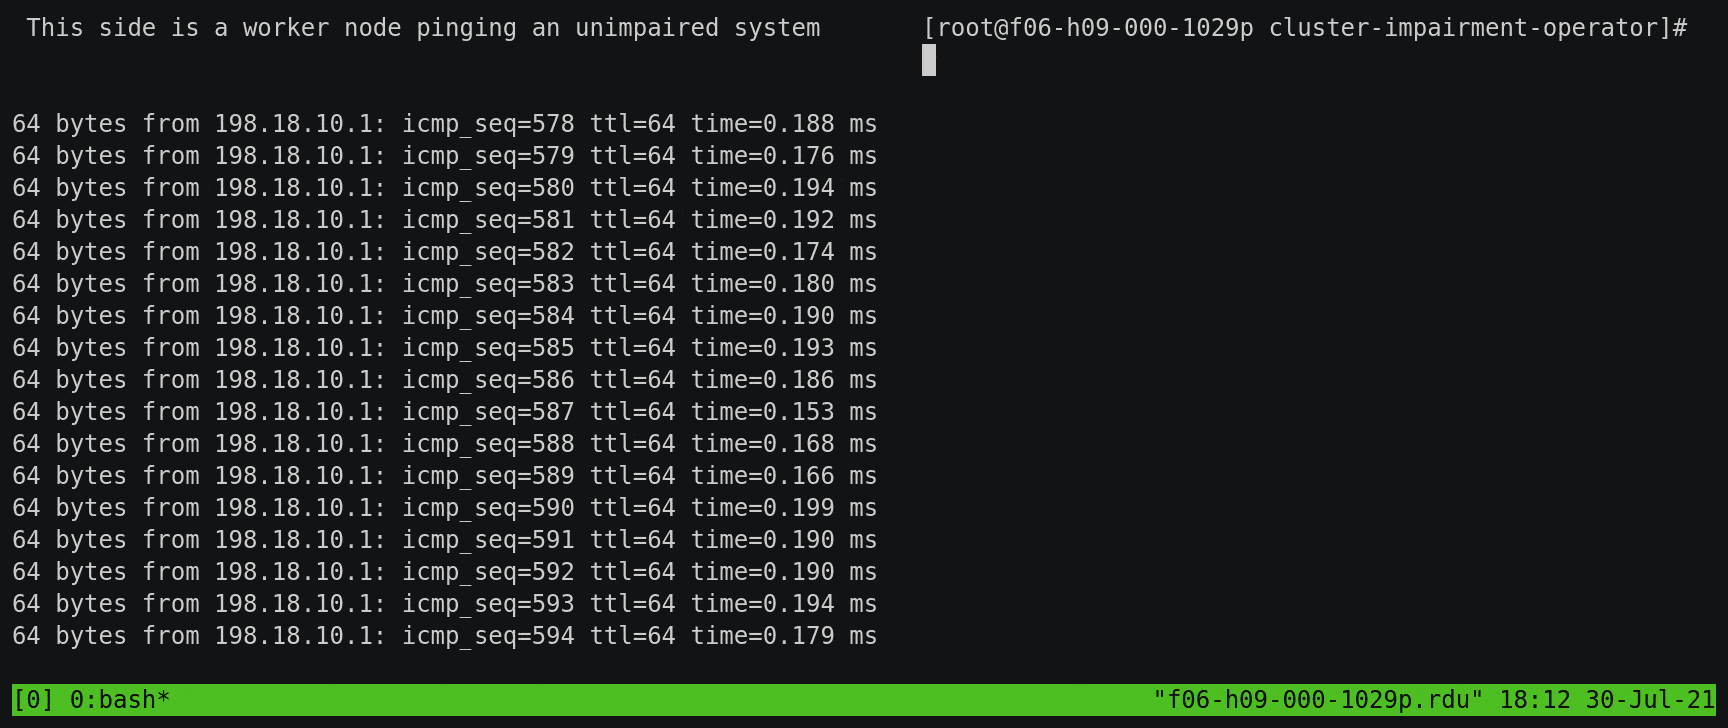 This side is a worker node pinging an unimpaired system
64 bytes from 198.18.10.1: icmp_seq=578 ttl=64 time=0.188 ms
64 bytes from 198.18.10.1: icmp_seq=579 ttl=64 time=0.176 ms
64 bytes from 198.18.10.1: icmp_seq=580 ttl=64 time=0.194 ms
64 bytes from 198.18.10.1: icmp_seq=581 ttl=64 time=0.192 ms
64 bytes from 198.18.10.1: icmp_seq=582 ttl=64 time=0.174 ms
64 bytes from 198.18.10.1: icmp_seq=583 ttl=64 time=0.180 ms
64 bytes from 198.18.10.1: icmp_seq=584 ttl=64 time=0.190 ms
64 bytes from 198.18.10.1: icmp_seq=585 ttl=64 time=0.193 ms
64 bytes from 198.18.10.1: icmp_seq=586 ttl=64 time=0.186 ms
64 bytes from 198.18.10.1: icmp_seq=587 ttl=64 time=0.153 ms
64 bytes from 198.18.10.1: icmp_seq=588 ttl=64 time=0.168 ms
64 bytes from 198.18.10.1: icmp_seq=589 ttl=64 time=0.166 ms
64 bytes from 198.18.10.1: icmp_seq=590 ttl=64 time=0.199 ms
64 bytes from 198.18.10.1: icmp_seq=591 ttl=64 time=0.190 ms
64 bytes from 198.18.10.1: icmp_seq=592 ttl=64 time=0.190 ms
64 bytes from 198.18.10.1: icmp_seq=593 ttl=64 time=0.194 ms
64 bytes from 198.18.10.1: icmp_seq=594 ttl=64 time=0.179 ms
[root@f06-h09-000-1029p cluster-impairment-operator]#
[0] 0:bash* "f06-h09-000-1029p.rdu" 18:12 30-Jul-21